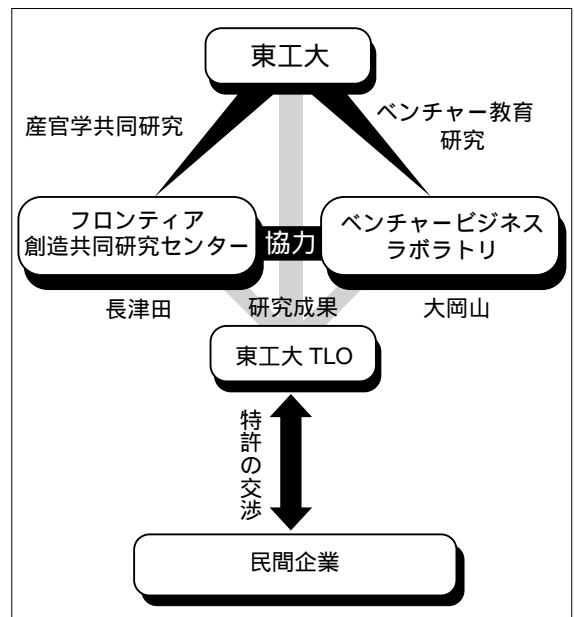 東工大
産官学共同研究
ベンチャー教育
研究
フロンティア
創造共同研究センター
協力
ベンチャービジネス
ラボラトリ
長津田
研究成果
大岡山
東工大 TLO
特許の交渉
民間企業